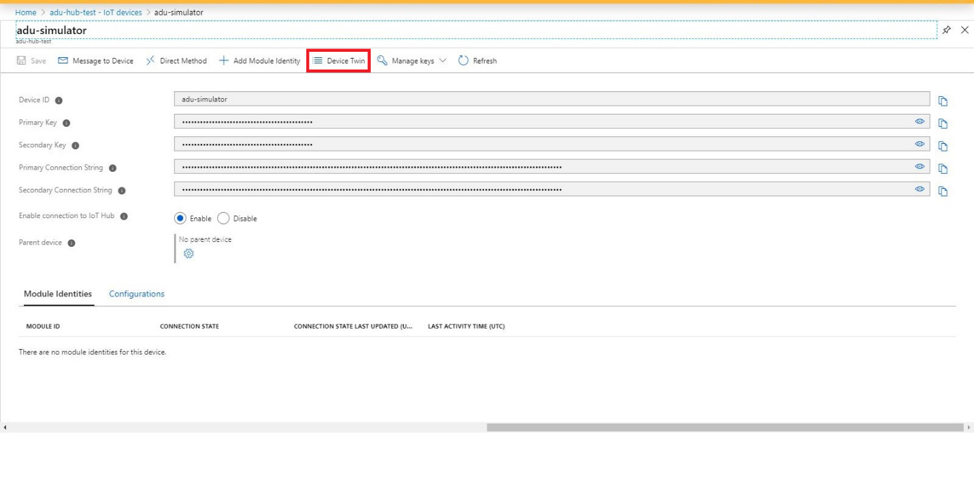 Home > adu-hub-test - IoT devices > adu-simulator
adu-simulator
adu-hub-test
Save Message to Device Direct Method Add Module Identity Device Twin Manage keys Refresh
Device ID adu-simulator
Primary Key
Secondary Key
Primary Connection String
Secondary Connection String
Enable connection to IoT Hub Enable Disable
Parent device No parent device
Module Identities Configurations
MODULE ID CONNECTION STATE CONNECTION STATE LAST UPDATED (U... LAST ACTIVITY TIME (UTC)
There are no module identities for this device.